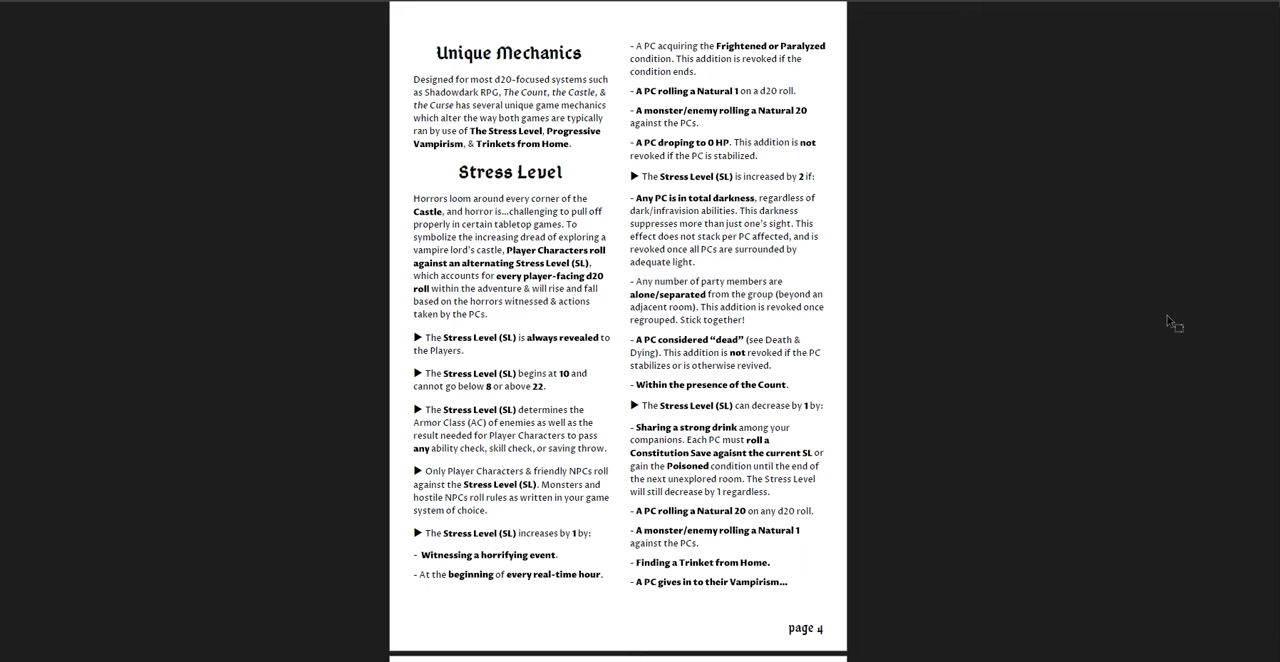 Unique Mechanics
Designed for most d20-focused systems such
as Shadowdark RPG, The Count, the Castle, &
the Curse has several unique game mechanics
which alter the way both games are typically
ran by use of The Stress Level, Progressive
Vampirism, & Trinkets from Home.
Stress Level
Horrors loom around every corner of the
Castle, and horror is...challenging to pull off
properly in certain tabletop games. To
symbolize the increasing dread of exploring a
vampire lord's castle, Player Characters roll
against an alternating Stress Level (SL),
which accounts for every player-facing d20
roll within the adventure & will rise and fall
based on the horrors witnessed & actions
taken by the PCs.
▶ The Stress Level (SL) is always revealed to
the Players.
▶ The Stress Level (SL) begins at 10 and
cannot go below 8 or above 22.
▶ The Stress Level (SL) determines the
Armor Class (AC) of enemies as well as the
result needed for Player Characters to pass
any ability check, skill check, or saving throw.
▶ Only Player Characters & friendly NPCs roll
against the Stress Level (SL). Monsters and
hostile NPCs roll rules as written in your game
system of choice.
▶ The Stress Level (SL) increases by 1 by:
- Witnessing a horrifying event.
- At the beginning of every real-time hour.
- A PC acquiring the Frightened or Paralyzed
condition. This addition is revoked if the
condition ends.
- A PC rolling a Natural 1 on a d20 roll.
- A monster/enemy rolling a Natural 20
against the PCs.
- A PC droping to 0 HP. This addition is not
revoked if the PC is stabilized.
▶ The Stress Level (SL) is increased by 2 if:
- Any PC is in total darkness, regardless of
dark/infravision abilities. This darkness
suppresses more than just one's sight. This
effect does not stack per PC affected, and is
revoked once all PCs are surrounded by
adequate light.
- Any number of party members are
alone/separated from the group (beyond an
adjacent room). This addition is revoked once
regrouped. Stick together!
- A PC considered "dead" (see Death &
Dying). This addition is not revoked if the PC
stabilizes or is otherwise revived.
- Within the presence of the Count.
▶ The Stress Level (SL) can decrease by 1 by:
- Sharing a strong drink among your
companions. Each PC must roll a
Constitution Save agaisnt the current SL or
gain the Poisoned condition until the end of
the next unexplored room. The Stress Level
will still decrease by 1 regardless.
- A PC rolling a Natural 20 on any d20 roll.
- A monster/enemy rolling a Natural 1
against the PCs.
- Finding a Trinket from Home.
- A PC gives in to their Vampirism...
page 4